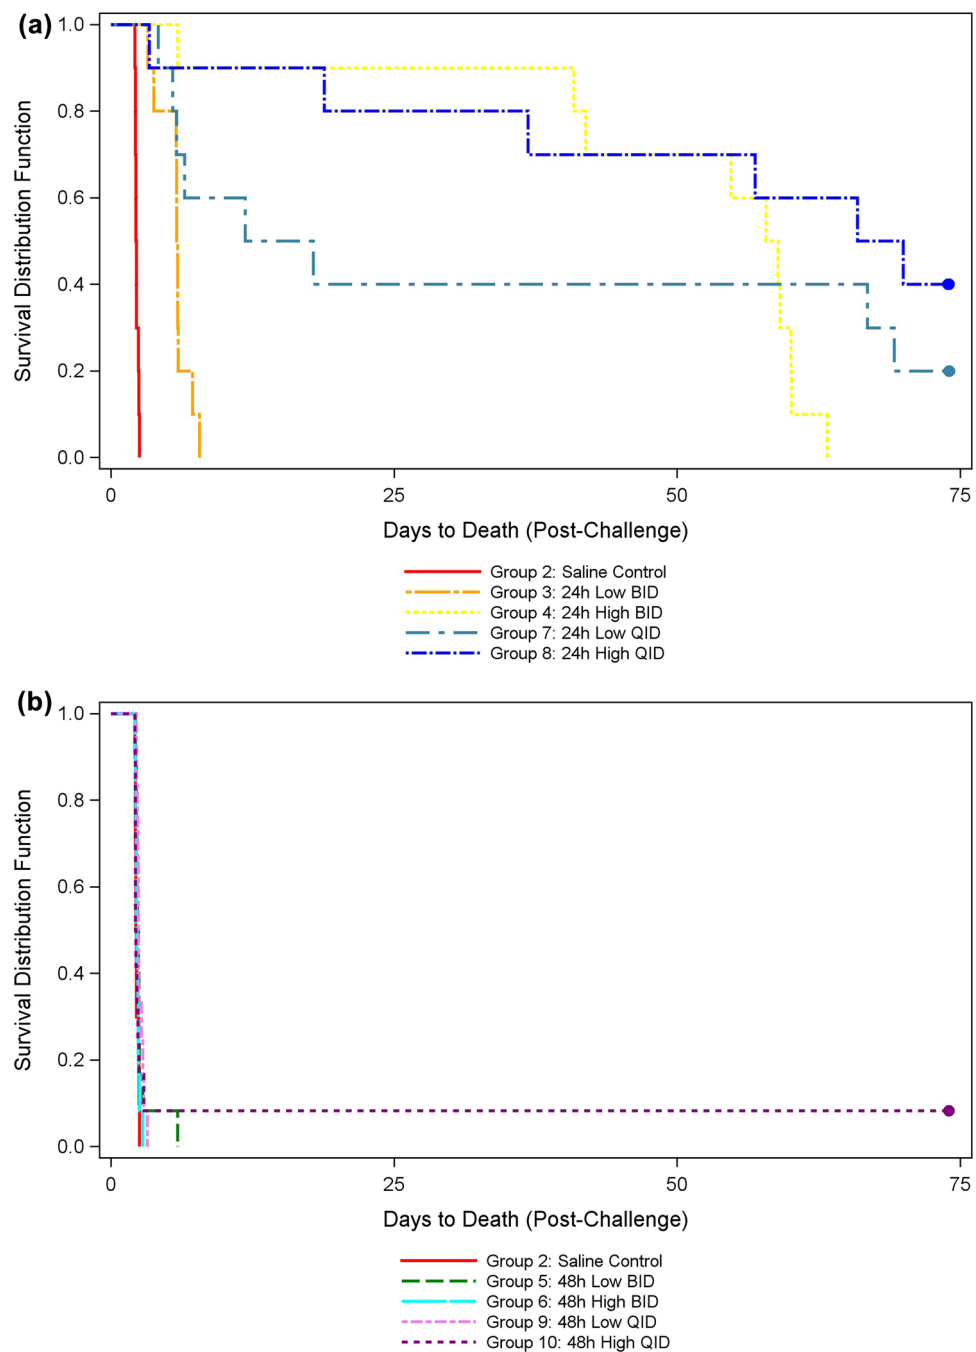 (a)
1.0
0.8
0.6
0.4
0.2
0.0
Survival Distribution Function
0 25 50 75
Days to Death (Post-Challenge)
Group 2: Saline Control
Group 3: 24h Low BID
Group 4: 24h High BID
Group 7: 24h Low QID
Group 8: 24h High QID
(b)
1.0
0.8
0.6
0.4
0.2
0.0
Survival Distribution Function
0 25 50 75
Days to Death (Post-Challenge)
Group 2: Saline Control
Group 5: 48h Low BID
Group 6: 48h High BID
Group 9: 48h Low QID
Group 10: 48h High QID